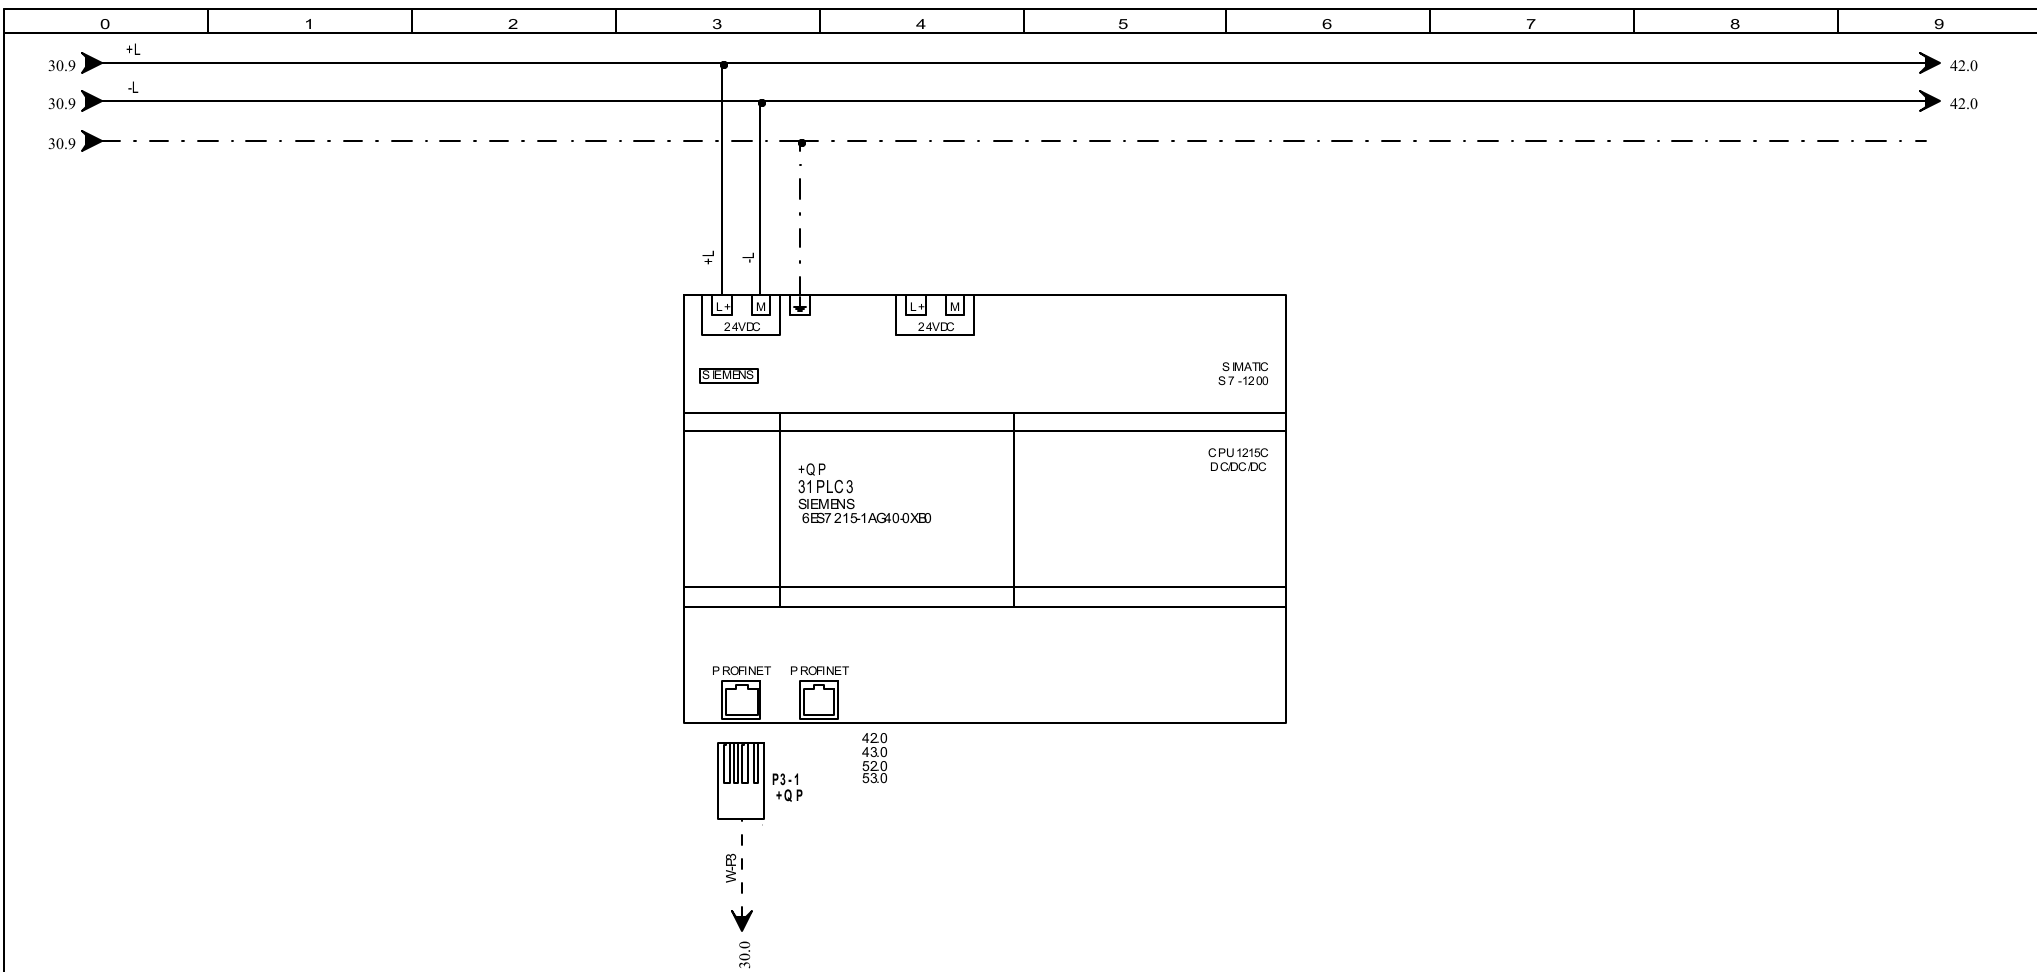 0 1 2 3 4 5 6 7 8 9
+L
30.9 42.0
-L
30.9 42.0
30.9
+L -L
L+ M L+ M
24VDC 24VDC
SIEMENS
SIMATIC
S7-1200
CPU1215C
DC/DC/DC
+QP
31PLC3
SIEMENS
6ES7 215-1AG40-0XB0
PROFINET PROFINET
42.0
43.0
52.0
53.0
P3-1
+QP
W-P3
30.0